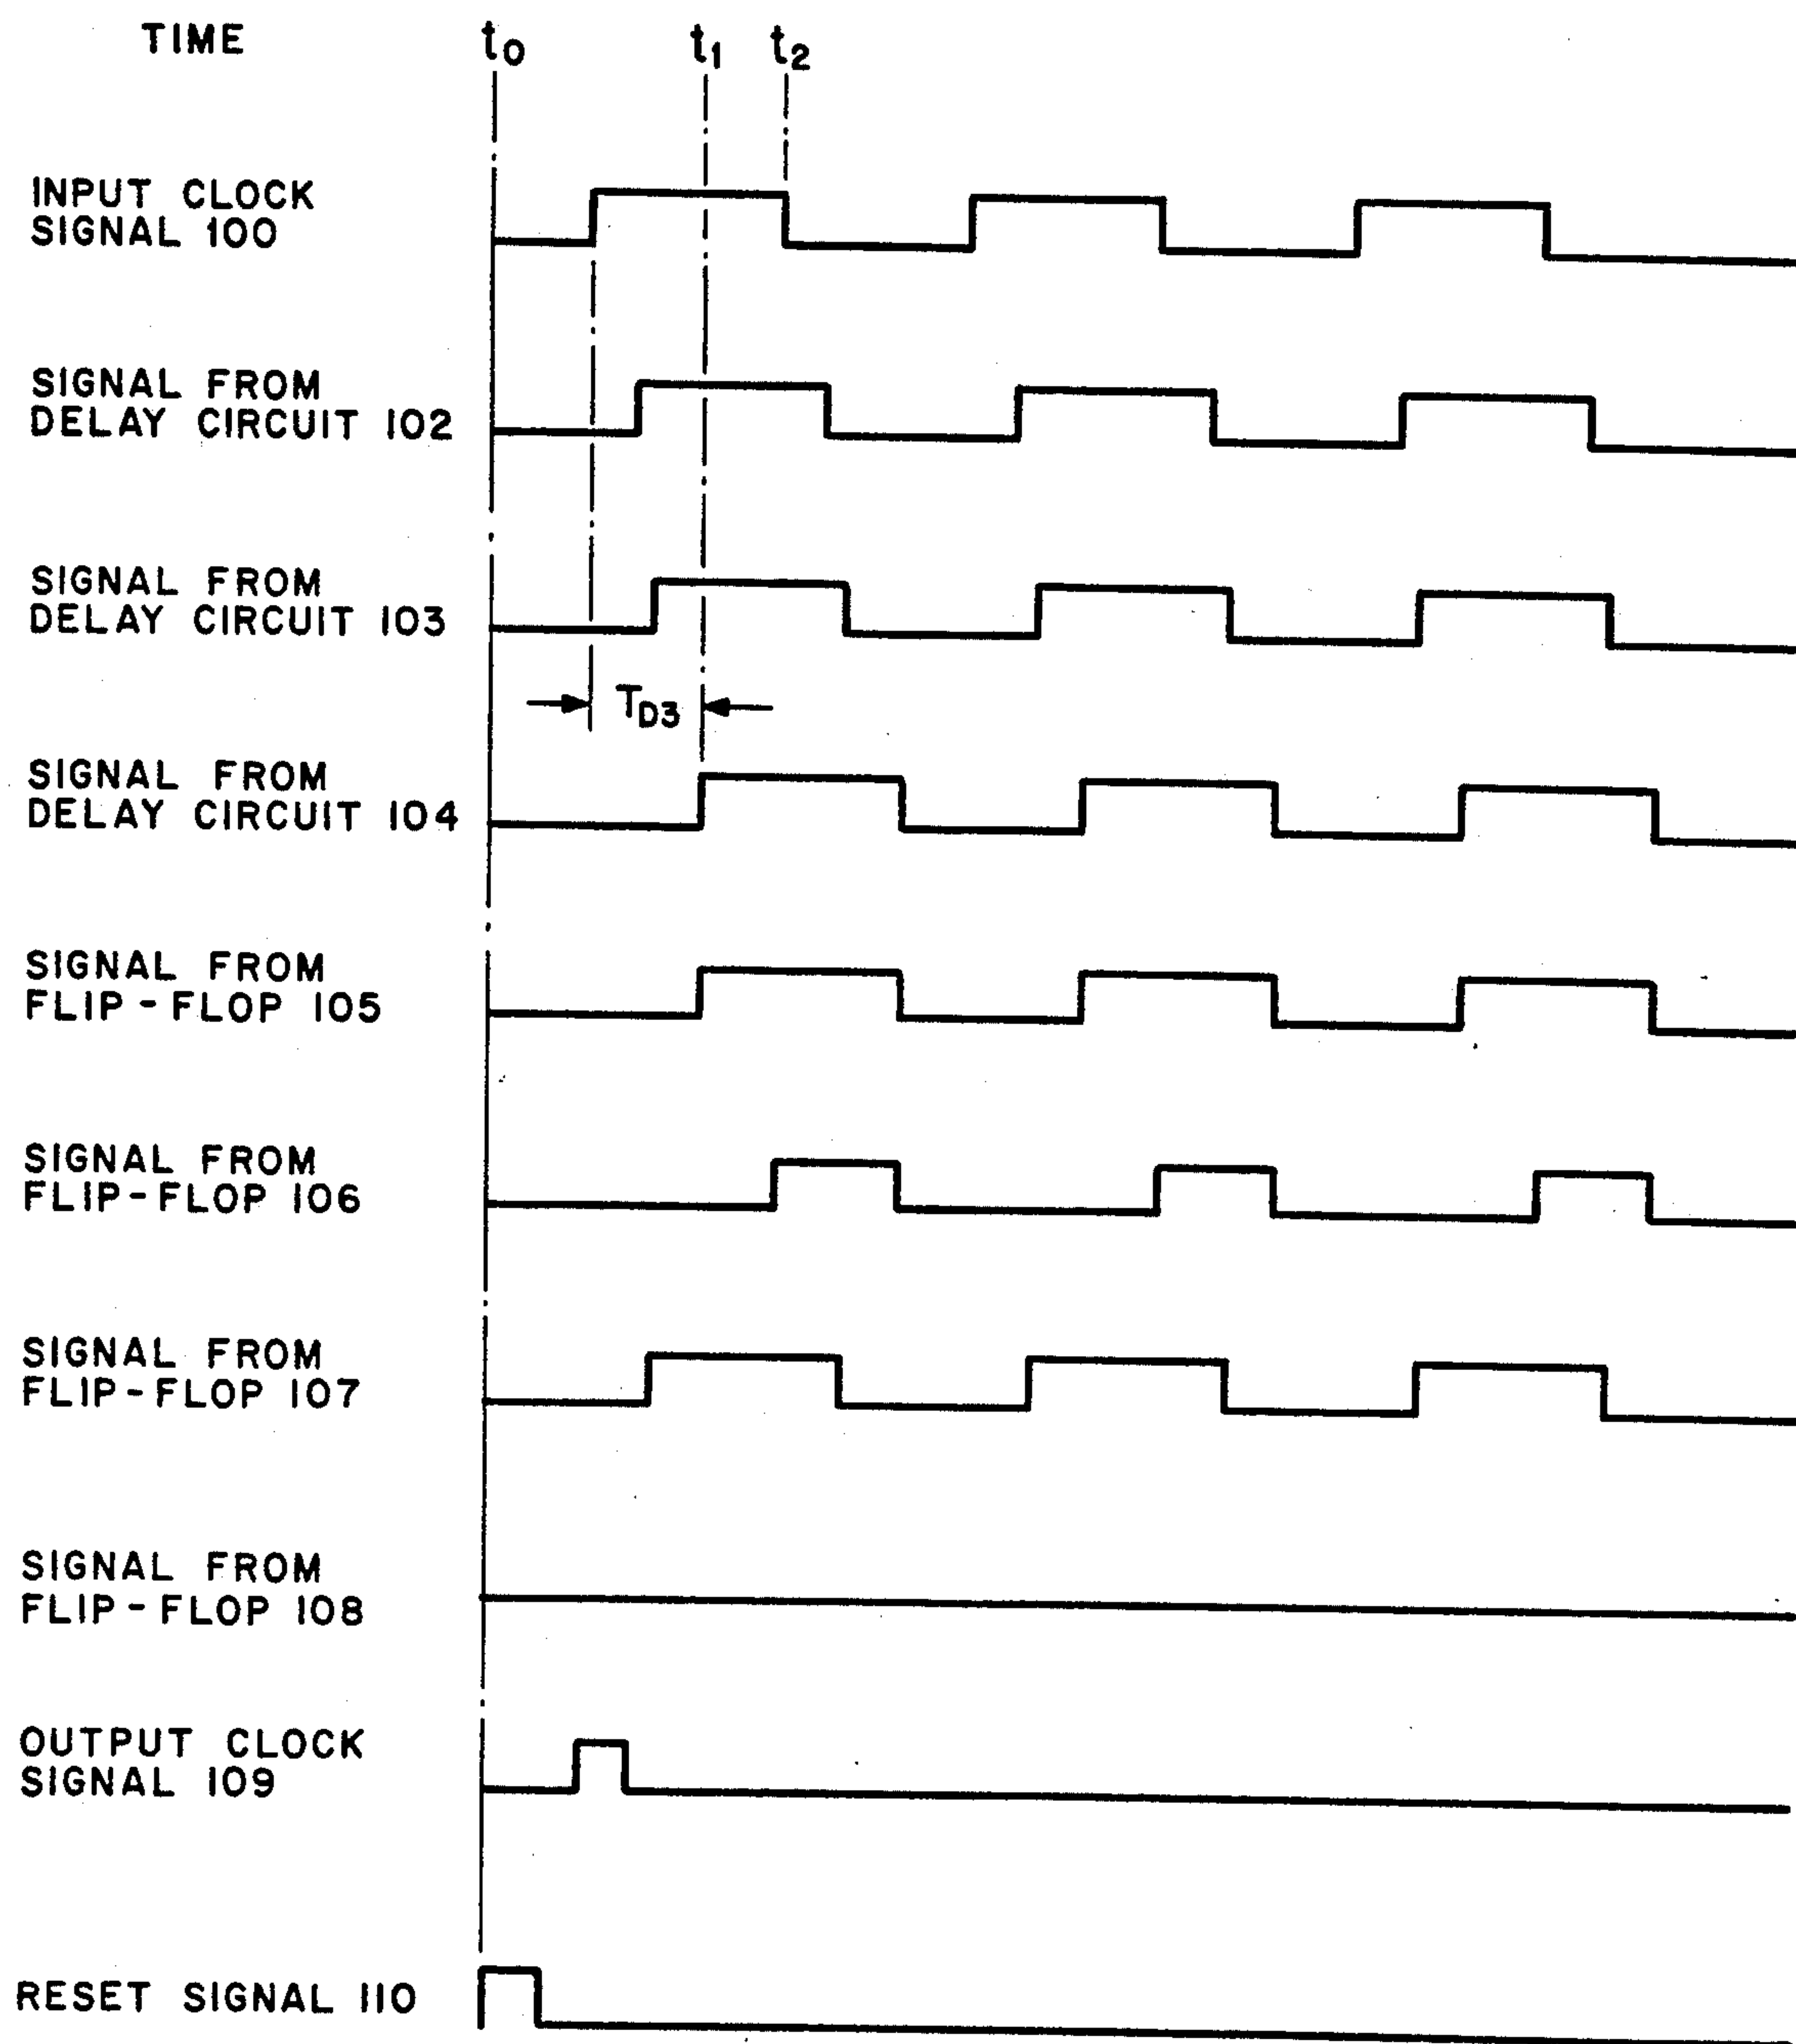 TIME t0 t1 t2
INPUT CLOCK
SIGNAL 100
SIGNAL FROM
DELAY CIRCUIT 102
SIGNAL FROM
DELAY CIRCUIT 103
TD3
SIGNAL FROM
DELAY CIRCUIT 104
SIGNAL FROM
FLIP-FLOP 105
SIGNAL FROM
FLIP-FLOP 106
SIGNAL FROM
FLIP-FLOP 107
SIGNAL FROM
FLIP-FLOP 108
OUTPUT CLOCK
SIGNAL 109
RESET SIGNAL 110